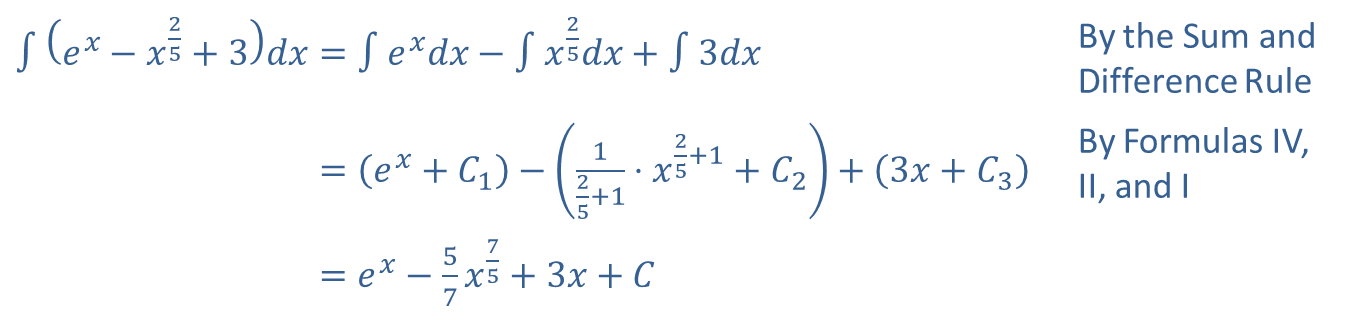 ∫(e^x − x^(2/5) + 3)dx = ∫ e^x dx − ∫ x^(2/5) dx + ∫ 3dx By the Sum and
Difference Rule
= (e^x + C₁) − (1/(2/5+1) · x^(2/5+1) + C₂) + (3x + C₃) By Formulas IV,
II, and I
= e^x − 5/7 x^(7/5) + 3x + C